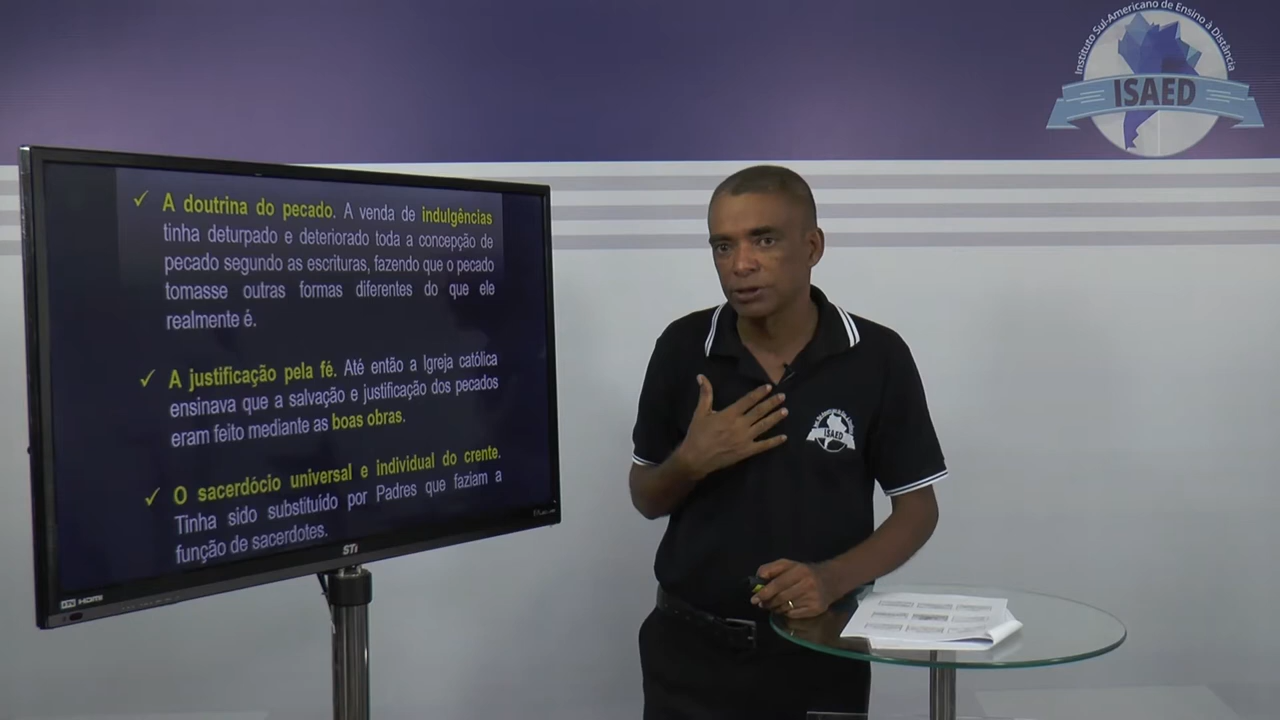 Instituto Sul-Americano de Ensino à Distância
ISAED
✓ A doutrina do pecado. A venda de indulgências
tinha deturpado e deteriorado toda a concepção de
pecado segundo as escrituras, fazendo que o pecado
tomasse outras formas diferentes do que ele
realmente é.
✓ A justificação pela fé. Até então a Igreja católica
ensinava que a salvação e justificação dos pecados
eram feito mediante as boas obras.
✓ O sacerdócio universal e individual do crente.
Tinha sido substituído por Padres que faziam a
função de sacerdotes.
STi
HDMI
ISAED